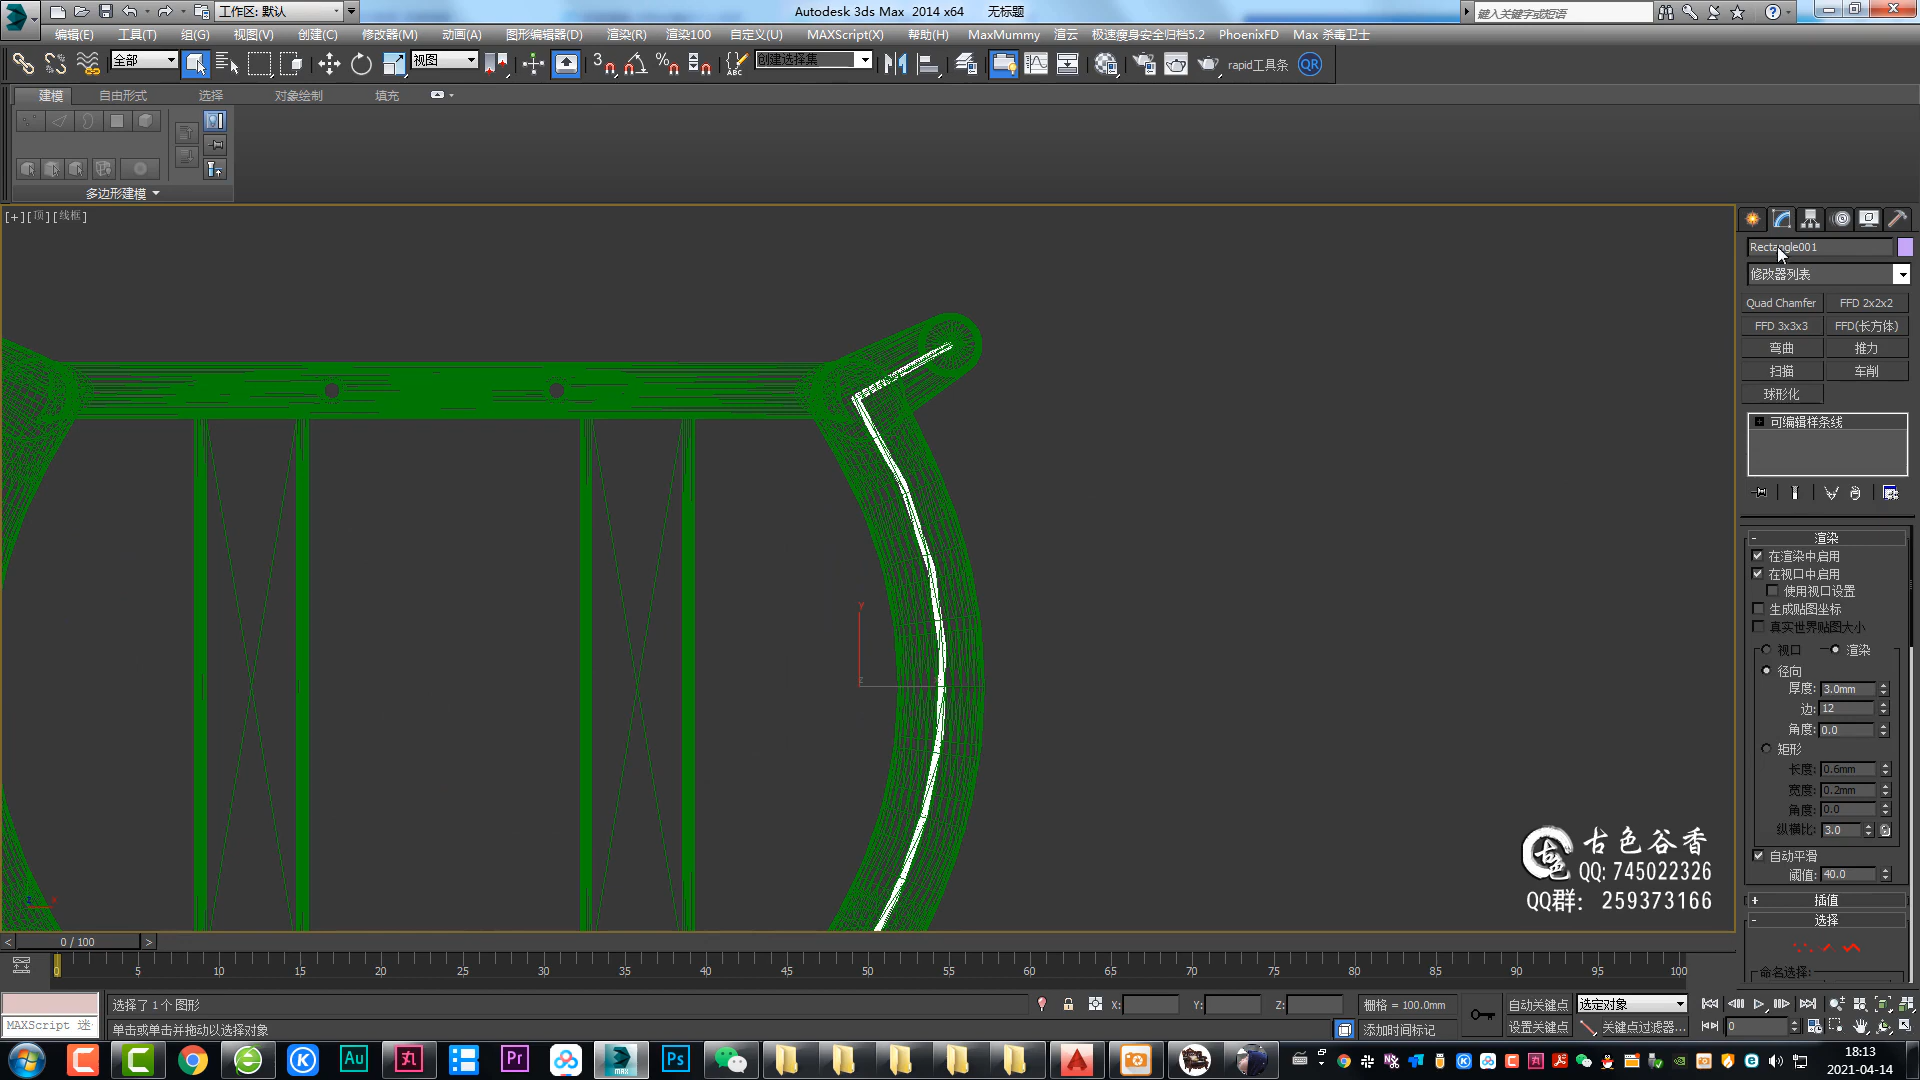 工作区: 默认
Autodesk 3ds Max 2014 x64 无标题
键入关键字或短语
编辑(E) 工具(T) 组(G) 视图(V) 创建(C) 修改器(M) 动画(A) 图形编辑器(D) 渲染(R) 渲染100 自定义(U) MAXScript(X) 帮助(H) MaxMummy 渲云 极速瘦身安全归档5.2 PhoenixFD Max 杀毒卫士
全部 视图 创建选择集 rapid工具条 QR
建模 自由形式 选择 对象绘制 填充
多边形建模
[+][顶][线框]
Rectangle001
修改器列表
Quad Chamfer FFD 2x2x2
FFD 3x3x3 FFD(长方体)
弯曲 推力
扫描 车削
球形化
可编辑样条线
渲染
在渲染中启用
在视口中启用
使用视口设置
生成贴图坐标
真实世界贴图大小
视口 渲染
径向
厚度: 3.0mm
边: 12
角度: 0.0
矩形
长度: 0.6mm
宽度: 0.2mm
角度: 0.0
纵横比: 3.0
自动平滑
阈值: 40.0
插值
选择
命名选择:
古色谷香
QQ: 745022326
QQ群: 259373166
0 / 100
0 5 10 15 20 25 30 35 40 45 50 55 60 65 70 75 80 85 90 95 100
选择了 1 个 图形
X: Y: Z: 栅格 = 100.0mm 自动关键点 选定对象
MAXScript 迷
单击或单击并拖动以选择对象
添加时间标记 设置关键点 关键点过滤器... 0
18:13
2021-04-14